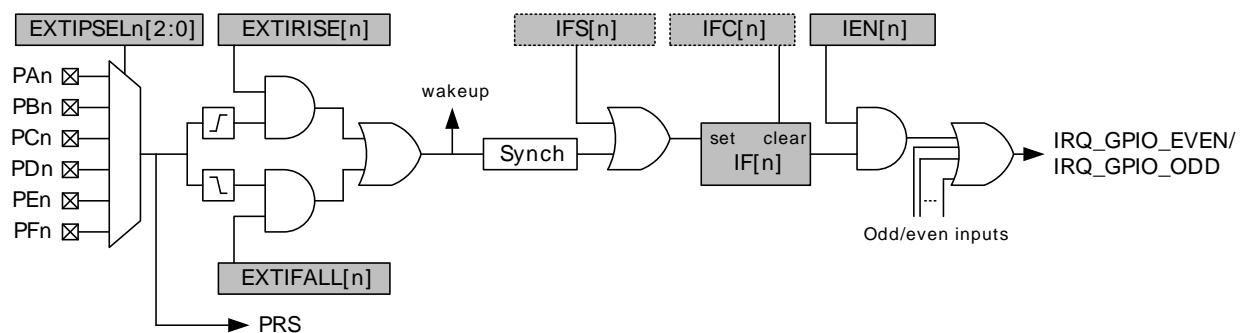 EXTIPSELn[2:0]
EXTIRISE[n]
IFS[n]
IFC[n]
IEN[n]
PAn
PBn
PCn
PDn
PEn
PFn
wakeup
Synch
set clear
IF[n]
IRQ_GPIO_EVEN/
IRQ_GPIO_ODD
...
Odd/even inputs
EXTIFALL[n]
PRS